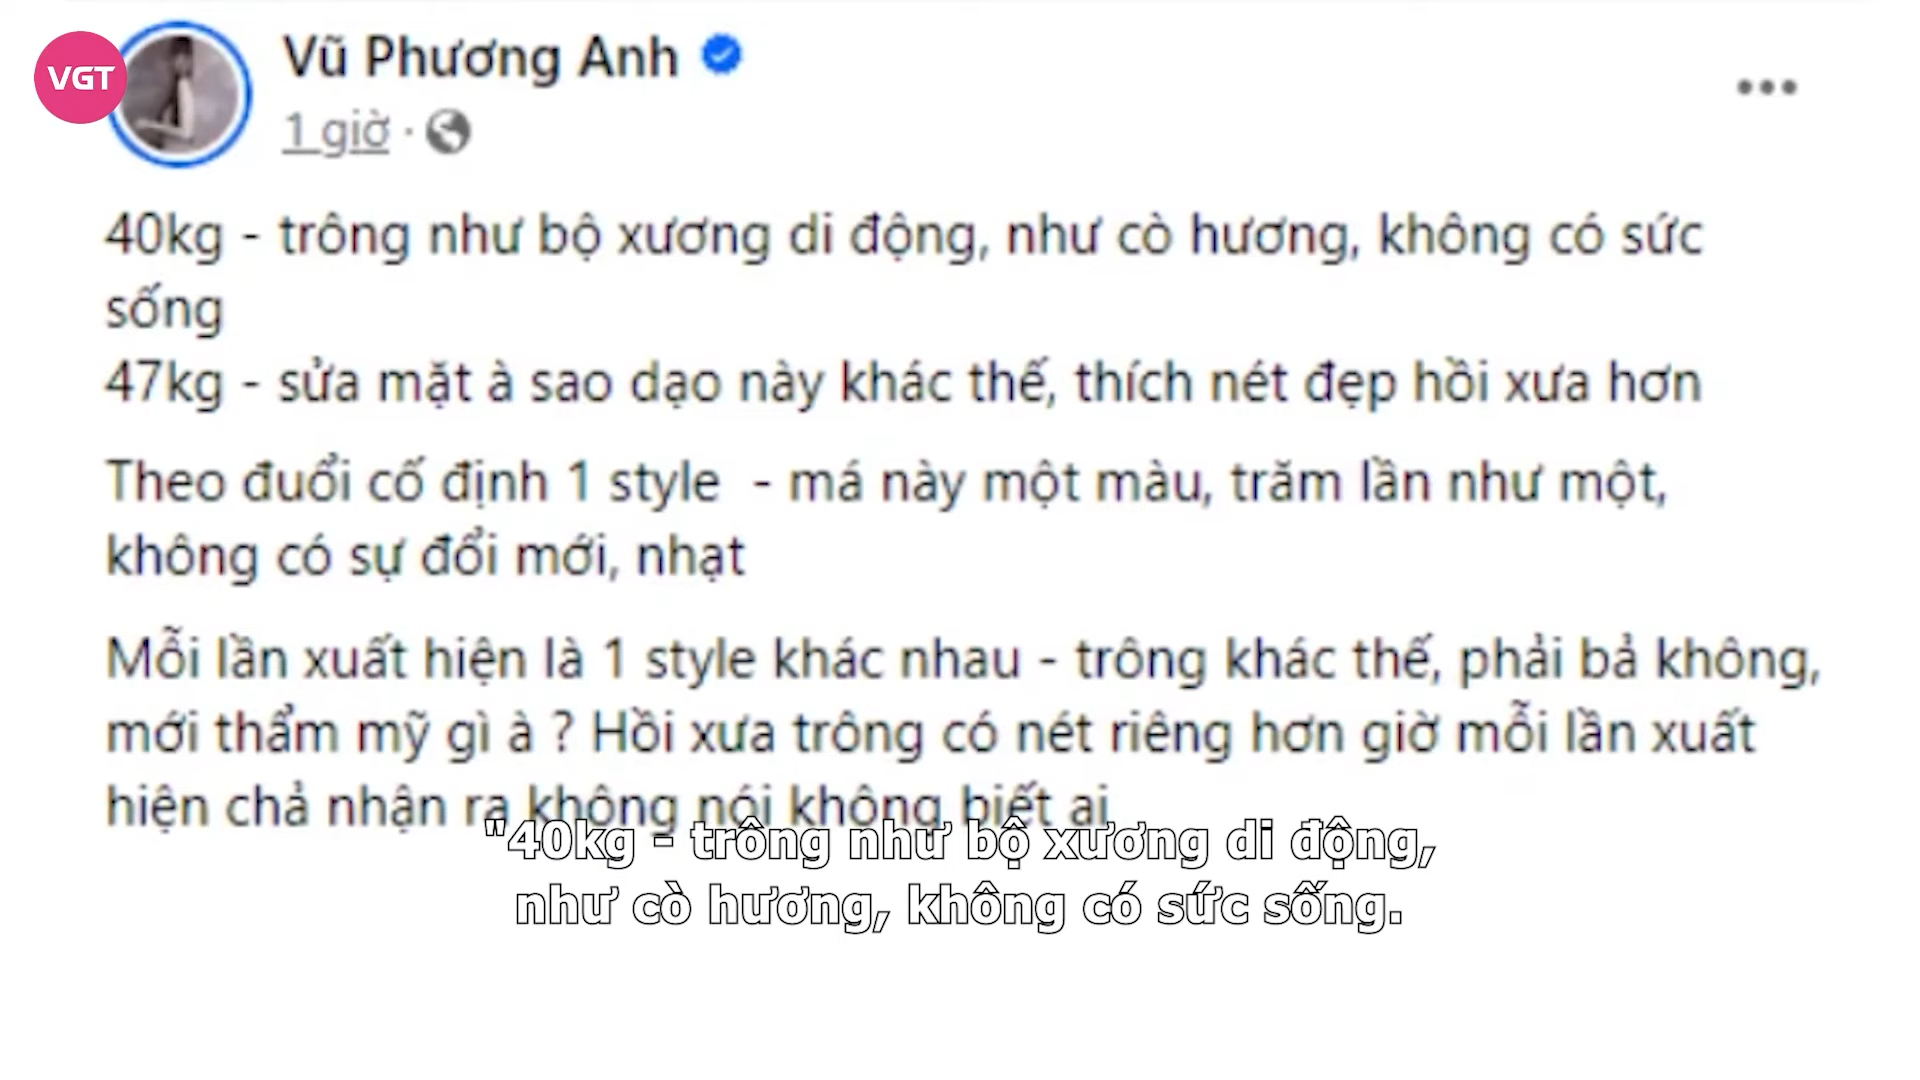 VGT
Vũ Phương Anh
1 giờ ·
40kg - trông như bộ xương di động, như cò hương, không có sức
sống
47kg - sửa mặt à sao dạo này khác thế, thích nét đẹp hồi xưa hơn
Theo đuổi cố định 1 style - má này một màu, trăm lần như một,
không có sự đổi mới, nhạt
Mỗi lần xuất hiện là 1 style khác nhau - trông khác thế, phải bả không,
mới thẩm mỹ gì à ? Hồi xưa trông có nét riêng hơn giờ mỗi lần xuất
hiện chả nhận ra không nói không biết ai
"40kg - trông như bộ xương di động,
như cò hương, không có sức sống.